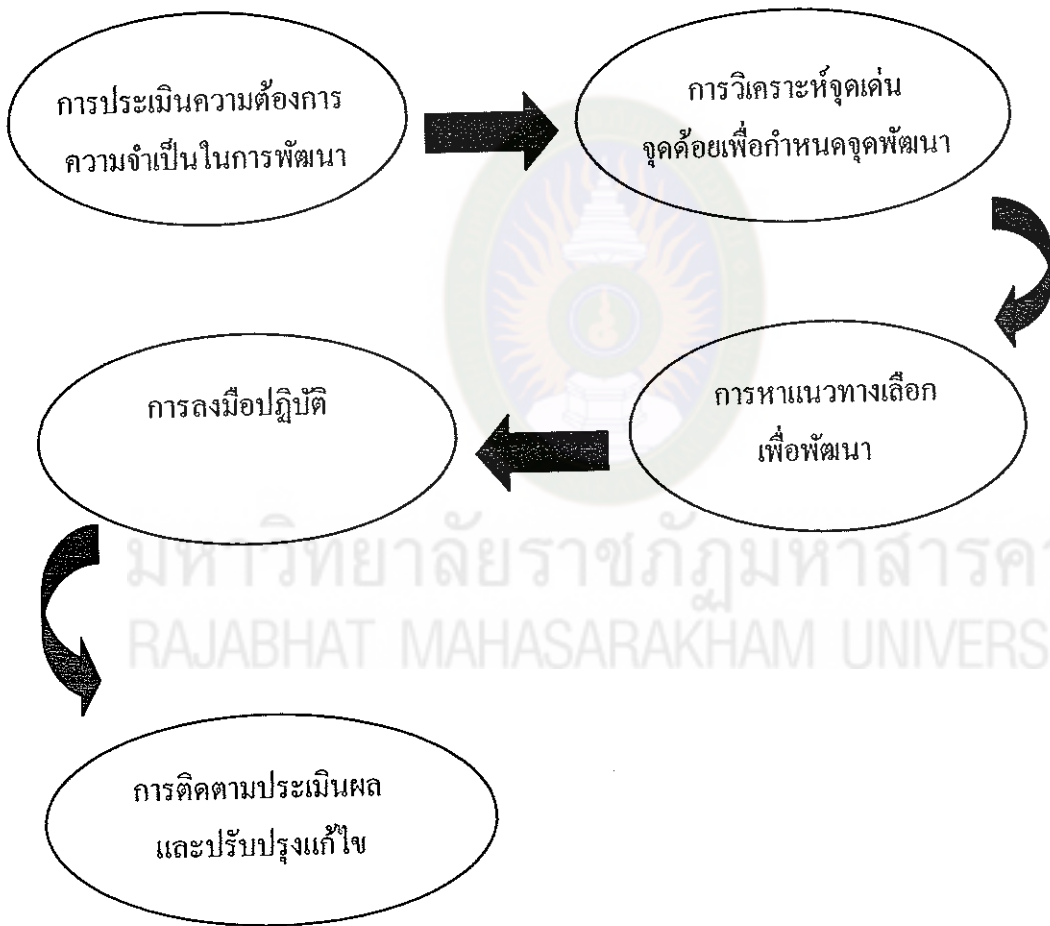 การประเมินความต้องการ
ความจำเป็นในการพัฒนา
การวิเคราะห์จุดเด่น
จุดด้อยเพื่อกำหนดจุดพัฒนา
การหาแนวทางเลือก
เพื่อพัฒนา
การลงมือปฏิบัติ
มหาวิทยาลัยราชภัฏมหาสารค
RAJABHAT MAHASARAKHAM UNIVERS
การติดตามประเมินผล
และปรับปรุงแก้ไข